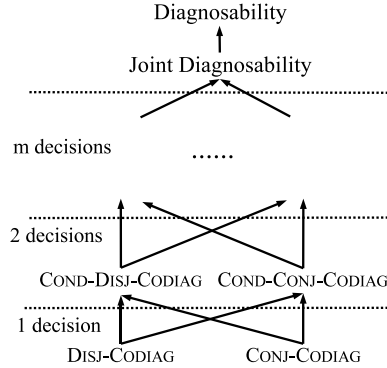 Diagnosability
Joint Diagnosability
m decisions
......
2 decisions
COND-DISJ-CODIAG COND-CONJ-CODIAG
1 decision
DISJ-CODIAG CONJ-CODIAG